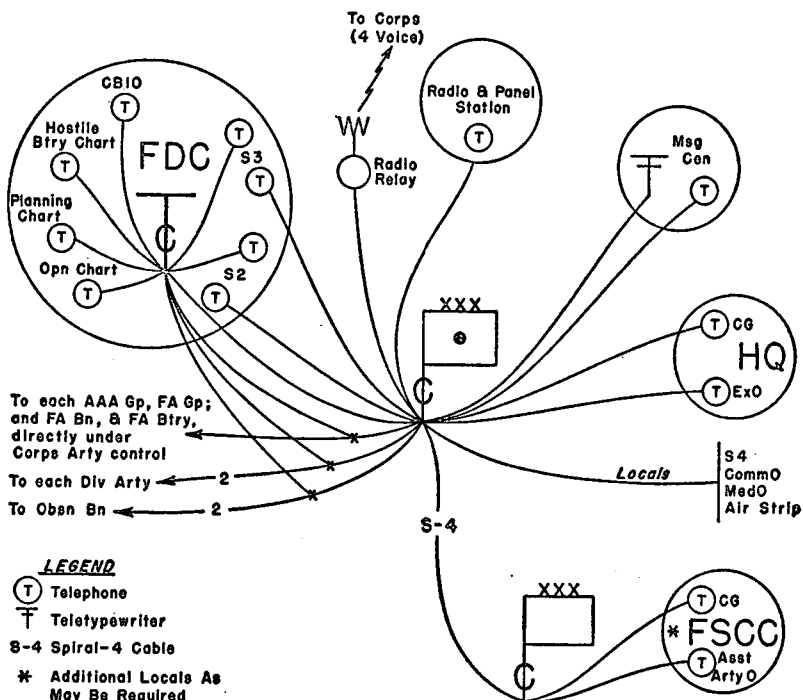 To Corps
(4 Voice)
CBIO
T
Radio & Panel
Station
T
Hostile
Btry Chart
T
FDC
T
S3
T
Radio
Relay
Msg
Cen
T
Planning
Chart
T
C
T
Opn Chart
T
S2
T
XXX
C
T CG
HQ
T ExO
To each AAA Gp, FA Gp;
and FA Bn, & FA Btry,
directly under
Corps Arty control
To each Div Arty 2
To Obsn Bn 2
Locals
S4
CommO
MedO
Air Strip
S-4
LEGEND
T Telephone
Teletypewriter
S-4 Spiral-4 Cable
* Additional Locals As
May Be Required
XXX
C
T CG
* FSCC
T Asst
Arty O